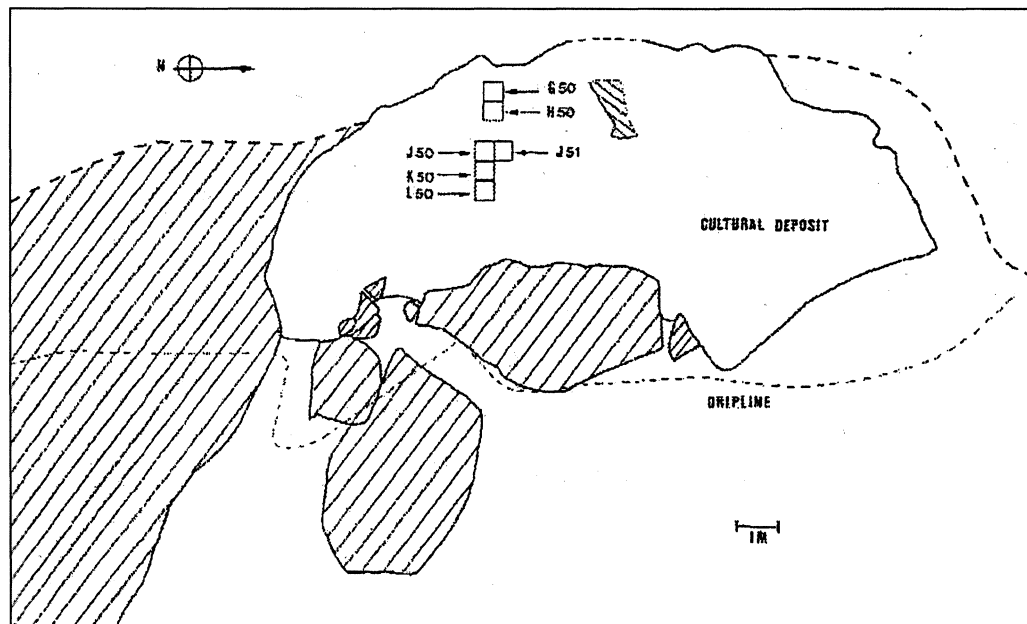 N
G50
H50
J50
J51
K50
L50
CULTURAL DEPOSIT
DRIPLINE
1M